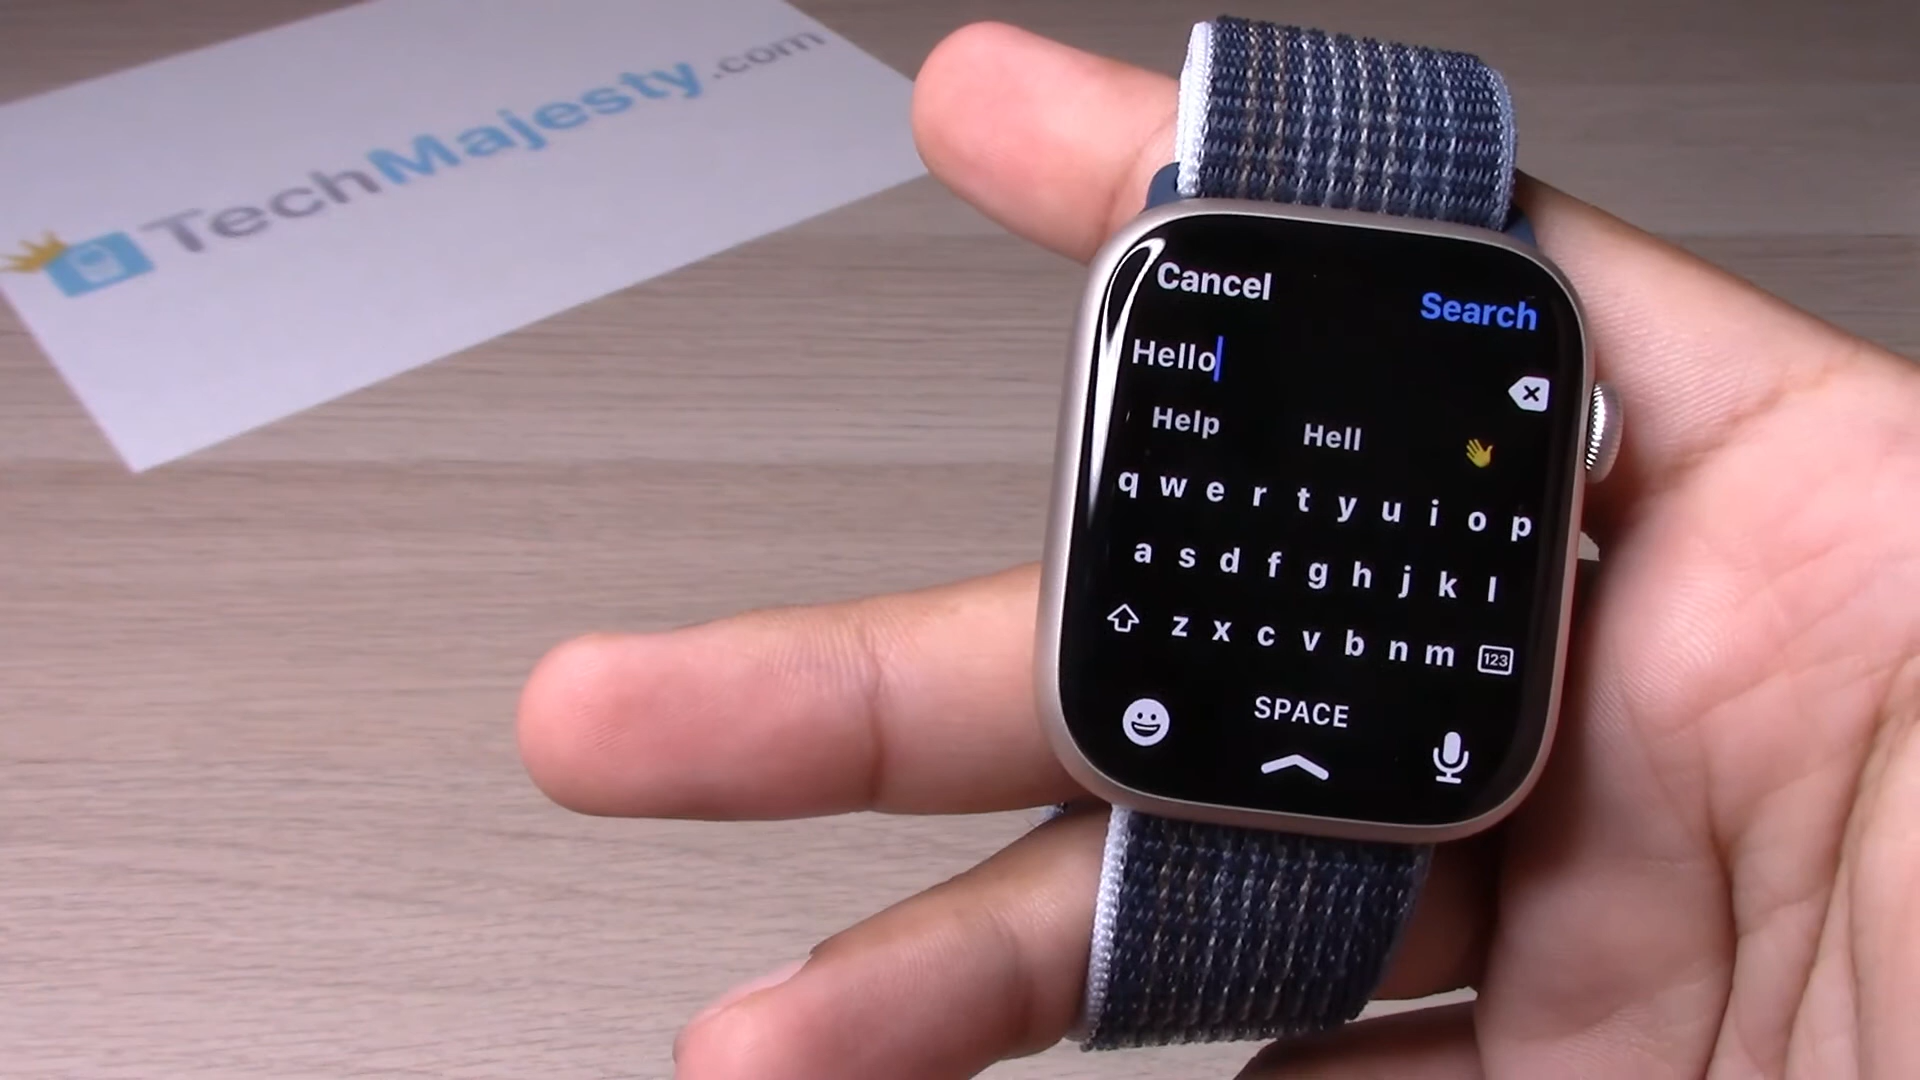 TechMajesty.com
Cancel
Search
Hello
Help Hell 👋
q w e r t y u i o p
a s d f g h j k l
z x c v b n m 123
SPACE